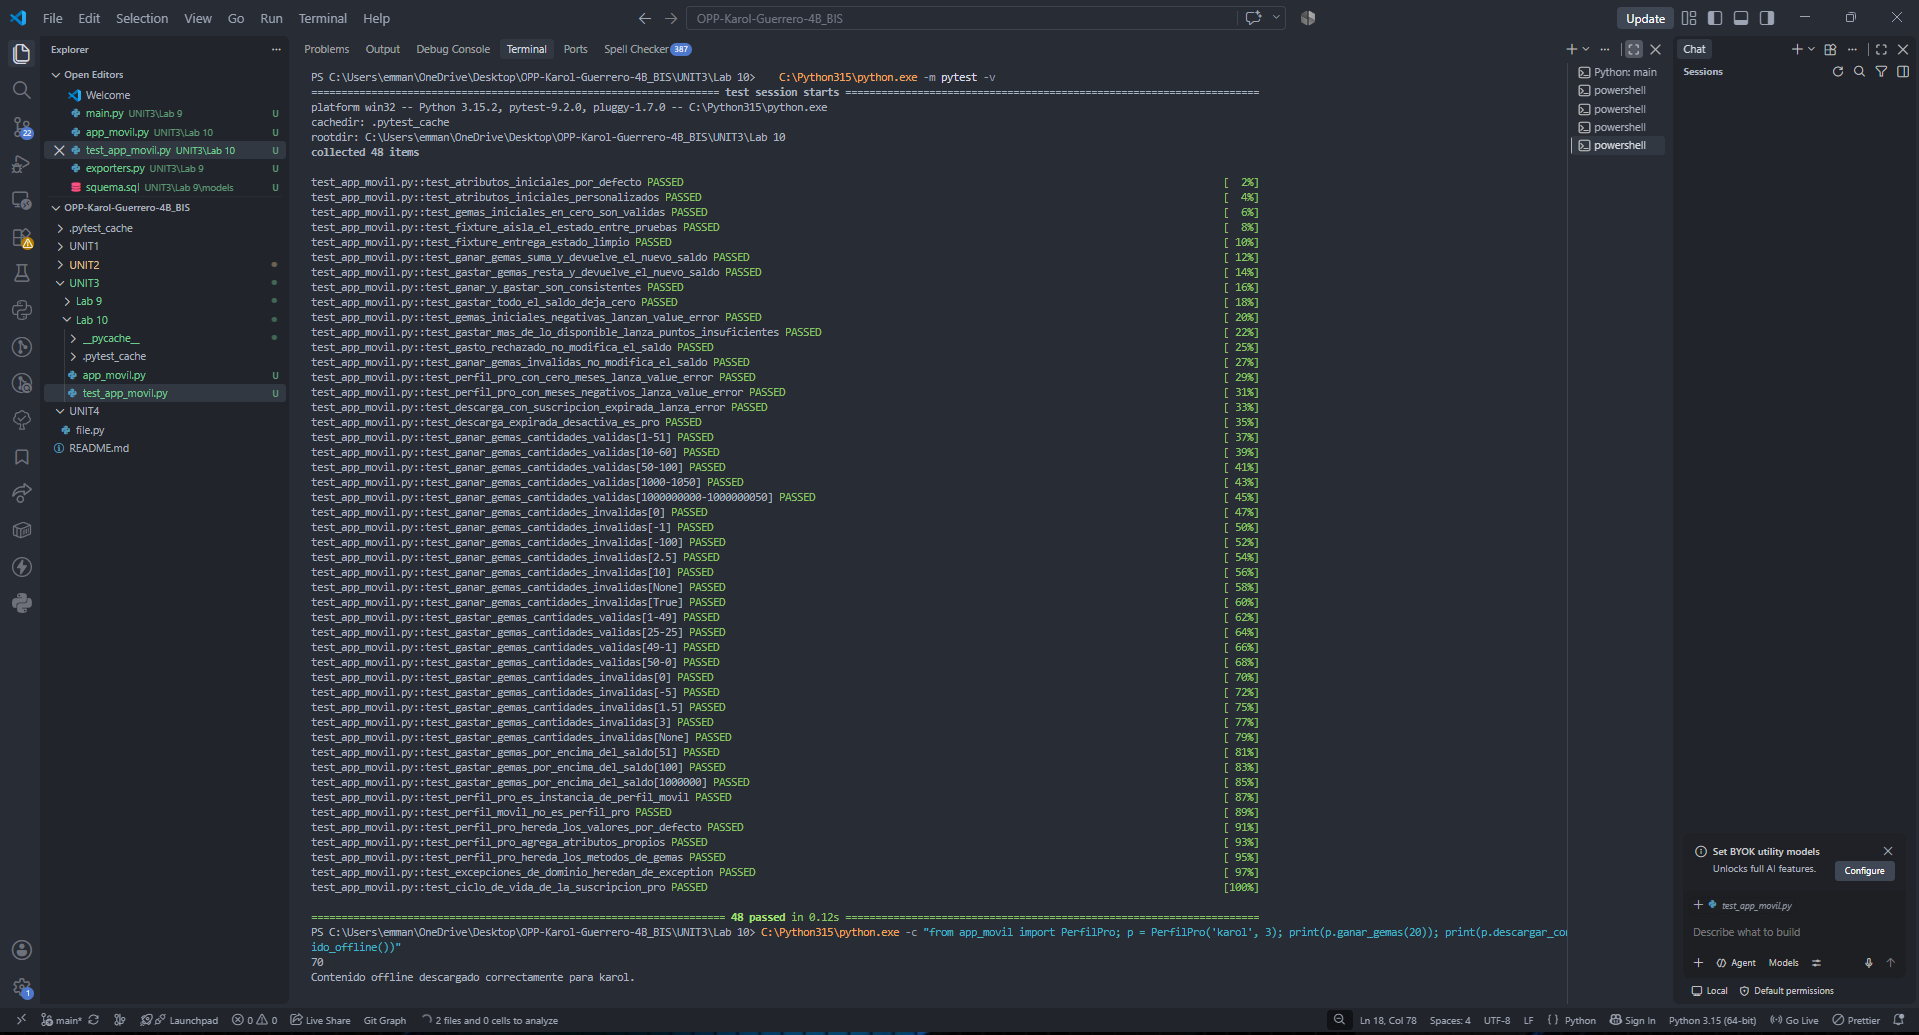 File Edit Selection View Go Run Terminal Help
OPP-Karol-Guerrero-4B_BIS
Update
Explorer
Open Editors
Welcome
main.py UNIT3\Lab 9 U
app_movil.py UNIT3\Lab 10 U
test_app_movil.py UNIT3\Lab 10 U
exporters.py UNIT3\Lab 9 U
squema.sql UNIT3\Lab 9\models U
OPP-Karol-Guerrero-4B_BIS
.pytest_cache
UNIT1
UNIT2
UNIT3
Lab 9
Lab 10
__pycache__
.pytest_cache
app_movil.py U
test_app_movil.py U
UNIT4
file.py
README.md
22
1
Problems Output Debug Console Terminal Ports Spell Checker 387
PS C:\Users\emman\OneDrive\Desktop\OPP-Karol-Guerrero-4B_BIS\UNIT3\Lab 10> C:\Python315\python.exe -m pytest -v
test session starts
platform win32 -- Python 3.15.2, pytest-9.2.0, pluggy-1.7.0 -- C:\Python315\python.exe
cachedir: .pytest_cache
rootdir: C:\Users\emman\OneDrive\Desktop\OPP-Karol-Guerrero-4B_BIS\UNIT3\Lab 10
collected 48 items
test_app_movil.py::test_atributos_iniciales_por_defecto PASSED [ 2%]
test_app_movil.py::test_atributos_iniciales_personalizados PASSED [ 4%]
test_app_movil.py::test_gemas_iniciales_en_cero_son_validas PASSED [ 6%]
test_app_movil.py::test_fixture_aisla_el_estado_entre_pruebas PASSED [ 8%]
test_app_movil.py::test_fixture_entrega_estado_limpio PASSED [ 10%]
test_app_movil.py::test_ganar_gemas_suma_y_devuelve_el_nuevo_saldo PASSED [ 12%]
test_app_movil.py::test_gastar_gemas_resta_y_devuelve_el_nuevo_saldo PASSED [ 14%]
test_app_movil.py::test_ganar_y_gastar_son_consistentes PASSED [ 16%]
test_app_movil.py::test_gastar_todo_el_saldo_deja_cero PASSED [ 18%]
test_app_movil.py::test_gemas_iniciales_negativas_lanzan_value_error PASSED [ 20%]
test_app_movil.py::test_gastar_mas_de_lo_disponible_lanza_puntos_insuficientes PASSED [ 22%]
test_app_movil.py::test_gasto_rechazado_no_modifica_el_saldo PASSED [ 25%]
test_app_movil.py::test_ganar_gemas_invalidas_no_modifica_el_saldo PASSED [ 27%]
test_app_movil.py::test_perfil_pro_con_cero_meses_lanza_value_error PASSED [ 29%]
test_app_movil.py::test_perfil_pro_con_meses_negativos_lanza_value_error PASSED [ 31%]
test_app_movil.py::test_descarga_con_suscripcion_expirada_lanza_error PASSED [ 33%]
test_app_movil.py::test_descarga_expirada_desactiva_es_pro PASSED [ 35%]
test_app_movil.py::test_ganar_gemas_cantidades_validas[1-51] PASSED [ 37%]
test_app_movil.py::test_ganar_gemas_cantidades_validas[10-60] PASSED [ 39%]
test_app_movil.py::test_ganar_gemas_cantidades_validas[50-100] PASSED [ 41%]
test_app_movil.py::test_ganar_gemas_cantidades_validas[1000-1050] PASSED [ 43%]
test_app_movil.py::test_ganar_gemas_cantidades_validas[1000000000-1000000050] PASSED [ 45%]
test_app_movil.py::test_ganar_gemas_cantidades_invalidas[0] PASSED [ 47%]
test_app_movil.py::test_ganar_gemas_cantidades_invalidas[-1] PASSED [ 50%]
test_app_movil.py::test_ganar_gemas_cantidades_invalidas[-100] PASSED [ 52%]
test_app_movil.py::test_ganar_gemas_cantidades_invalidas[2.5] PASSED [ 54%]
test_app_movil.py::test_ganar_gemas_cantidades_invalidas[10] PASSED [ 56%]
test_app_movil.py::test_ganar_gemas_cantidades_invalidas[None] PASSED [ 58%]
test_app_movil.py::test_ganar_gemas_cantidades_invalidas[True] PASSED [ 60%]
test_app_movil.py::test_gastar_gemas_cantidades_validas[1-49] PASSED [ 62%]
test_app_movil.py::test_gastar_gemas_cantidades_validas[25-25] PASSED [ 64%]
test_app_movil.py::test_gastar_gemas_cantidades_validas[49-1] PASSED [ 66%]
test_app_movil.py::test_gastar_gemas_cantidades_validas[50-0] PASSED [ 68%]
test_app_movil.py::test_gastar_gemas_cantidades_invalidas[0] PASSED [ 70%]
test_app_movil.py::test_gastar_gemas_cantidades_invalidas[-5] PASSED [ 72%]
test_app_movil.py::test_gastar_gemas_cantidades_invalidas[1.5] PASSED [ 75%]
test_app_movil.py::test_gastar_gemas_cantidades_invalidas[3] PASSED [ 77%]
test_app_movil.py::test_gastar_gemas_cantidades_invalidas[None] PASSED [ 79%]
test_app_movil.py::test_gastar_gemas_por_encima_del_saldo[51] PASSED [ 81%]
test_app_movil.py::test_gastar_gemas_por_encima_del_saldo[100] PASSED [ 83%]
test_app_movil.py::test_gastar_gemas_por_encima_del_saldo[1000000] PASSED [ 85%]
test_app_movil.py::test_perfil_pro_es_instancia_de_perfil_movil PASSED [ 87%]
test_app_movil.py::test_perfil_movil_no_es_perfil_pro PASSED [ 89%]
test_app_movil.py::test_perfil_pro_hereda_los_valores_por_defecto PASSED [ 91%]
test_app_movil.py::test_perfil_pro_agrega_atributos_propios PASSED [ 93%]
test_app_movil.py::test_perfil_pro_hereda_los_metodos_de_gemas PASSED [ 95%]
test_app_movil.py::test_excepciones_de_dominio_heredan_de_exception PASSED [ 97%]
test_app_movil.py::test_ciclo_de_vida_de_la_suscripcion_pro PASSED [100%]
48 passed in 0.12s
PS C:\Users\emman\OneDrive\Desktop\OPP-Karol-Guerrero-4B_BIS\UNIT3\Lab 10> C:\Python315\python.exe -c "from app_movil import PerfilPro; p = PerfilPro('karol', 3); print(p.ganar_gemas(20)); print(p.descargar_con
ido_offline())"
70
Contenido offline descargado correctamente para karol.
Python: main
powershell
powershell
powershell
powershell
Chat
Sessions
Set BYOK utility models
Unlocks full AI features.
Configure
test_app_movil.py
Describe what to build
Agent Models
Local Default permissions
main* Launchpad 0 0 Live Share Git Graph 2 files and 0 cells to analyze
Ln 18, Col 78 Spaces: 4 UTF-8 LF { } Python Sign In Python 3.15 (64-bit) Go Live Prettier